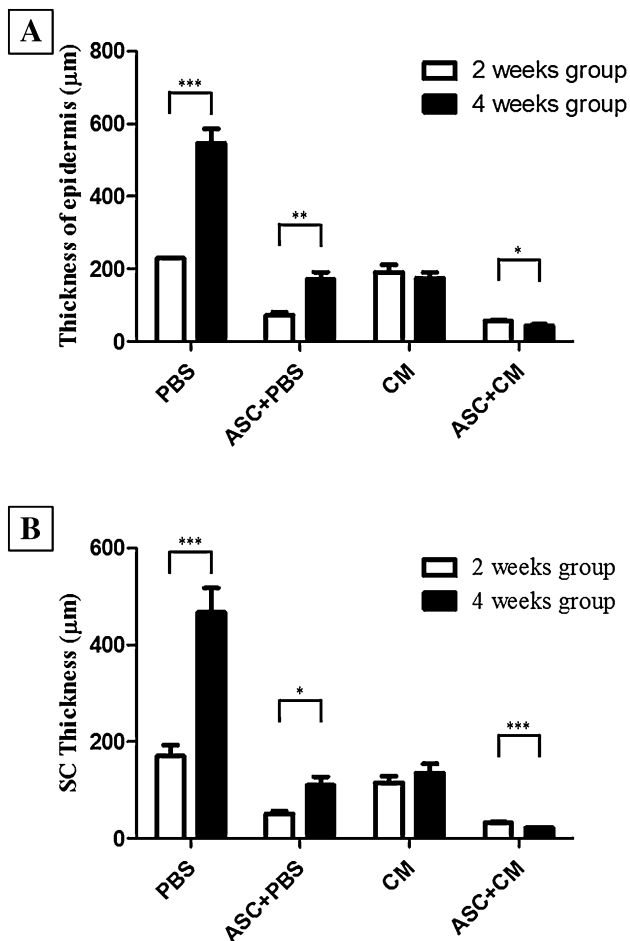 A
Thickness of epidermis (μm)
800
600
400
200
0
2 weeks group
4 weeks group
***
**
*
PBS
ASC+PBS
CM
ASC+CM
B
SC Thickness (μm)
600
400
200
0
2 weeks group
4 weeks group
***
*
***
PBS
ASC+PBS
CM
ASC+CM